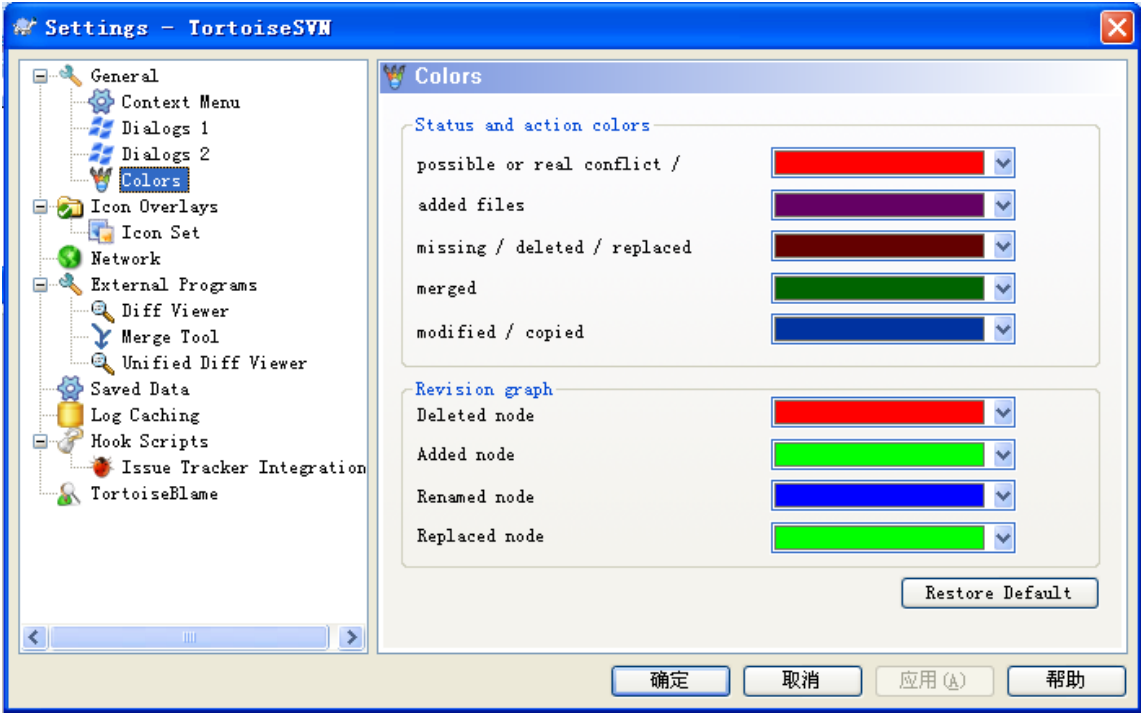 Settings - TortoiseSVN
General
Context Menu
Dialogs 1
Dialogs 2
Colors
Icon Overlays
Icon Set
Network
External Programs
Diff Viewer
Merge Tool
Unified Diff Viewer
Saved Data
Log Caching
Hook Scripts
Issue Tracker Integration
TortoiseBlame
Colors
Status and action colors
possible or real conflict /
added files
missing / deleted / replaced
merged
modified / copied
Revision graph
Deleted node
Added node
Renamed node
Replaced node
Restore Default
确定 取消 应用(A) 帮助